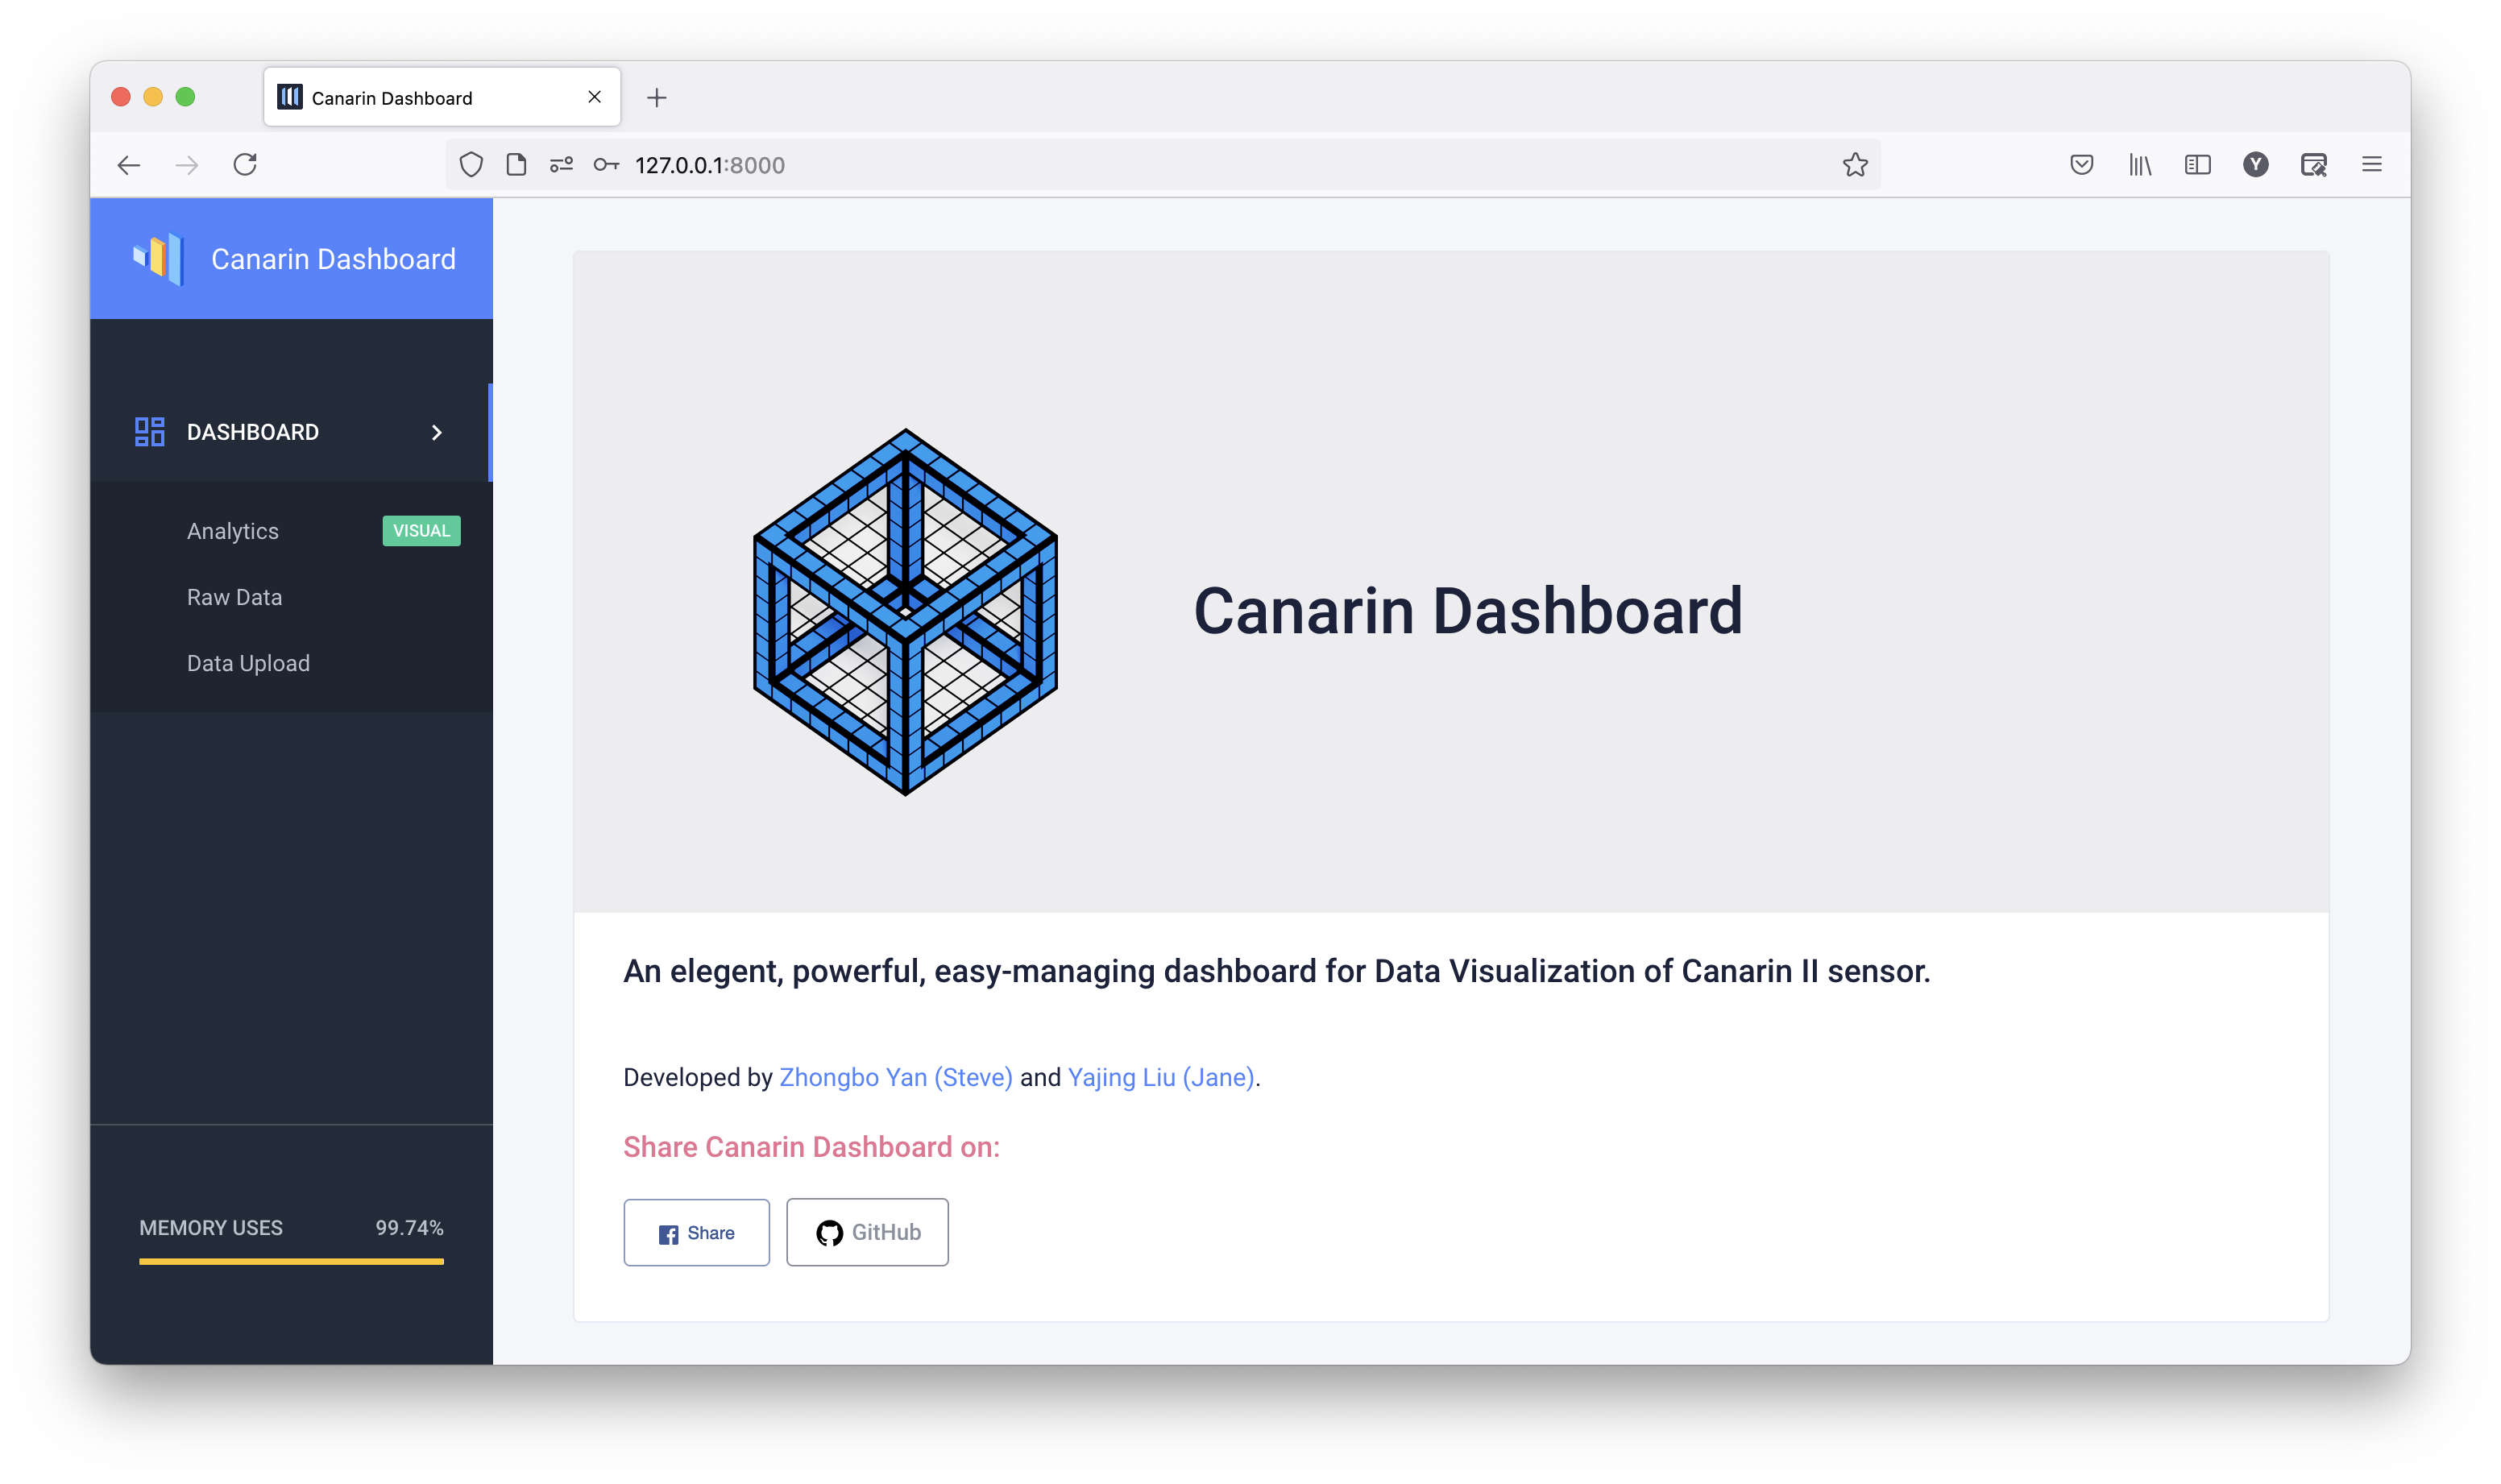 Canarin Dashboard
127.0.0.1:8000
Y
Canarin Dashboard
DASHBOARD
Analytics VISUAL
Raw Data
Data Upload
MEMORY USES 99.74%
Canarin Dashboard
An elegent, powerful, easy-managing dashboard for Data Visualization of Canarin II sensor.
Developed by Zhongbo Yan (Steve) and Yajing Liu (Jane).
Share Canarin Dashboard on:
Share GitHub